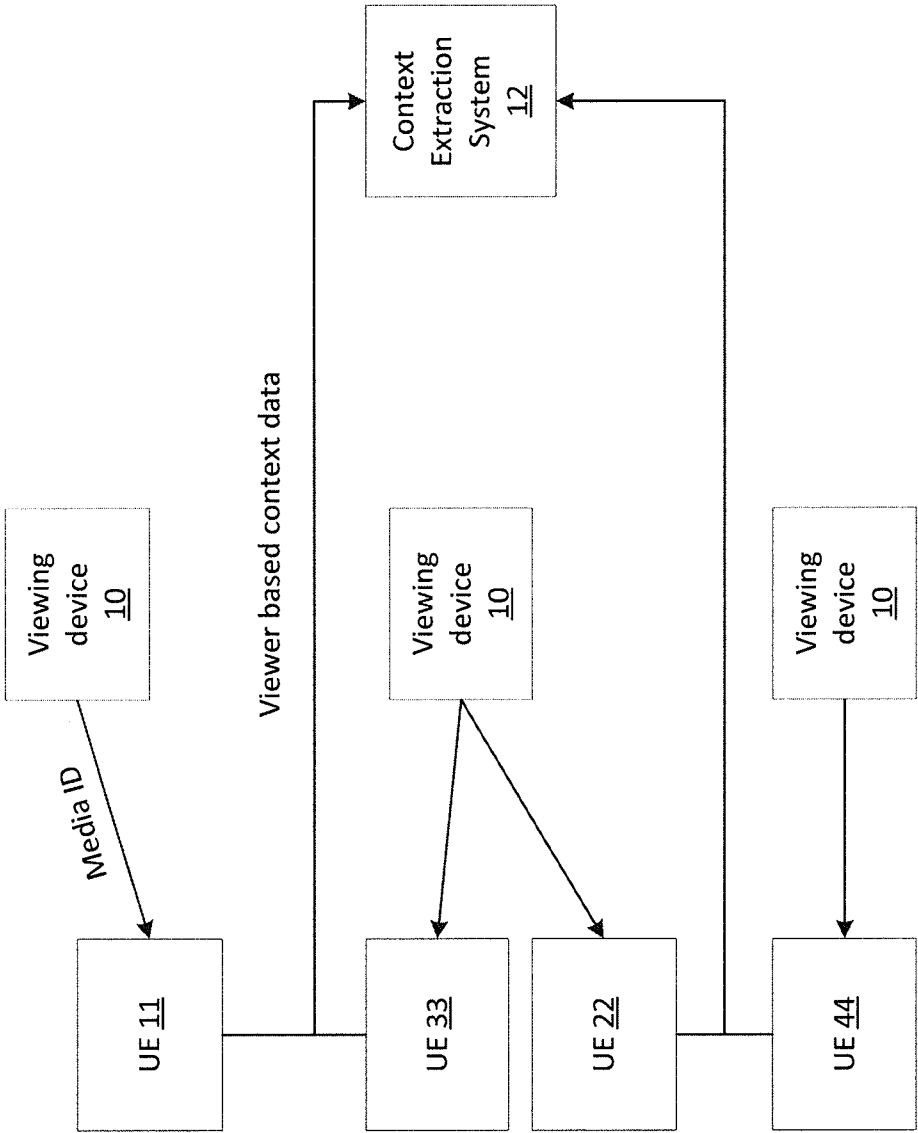 UE 11
UE 33
UE 22
UE 44
Media ID
Viewing
device
10
Viewing
device
10
Viewing
device
10
Viewer based context data
Context
Extraction
System
12